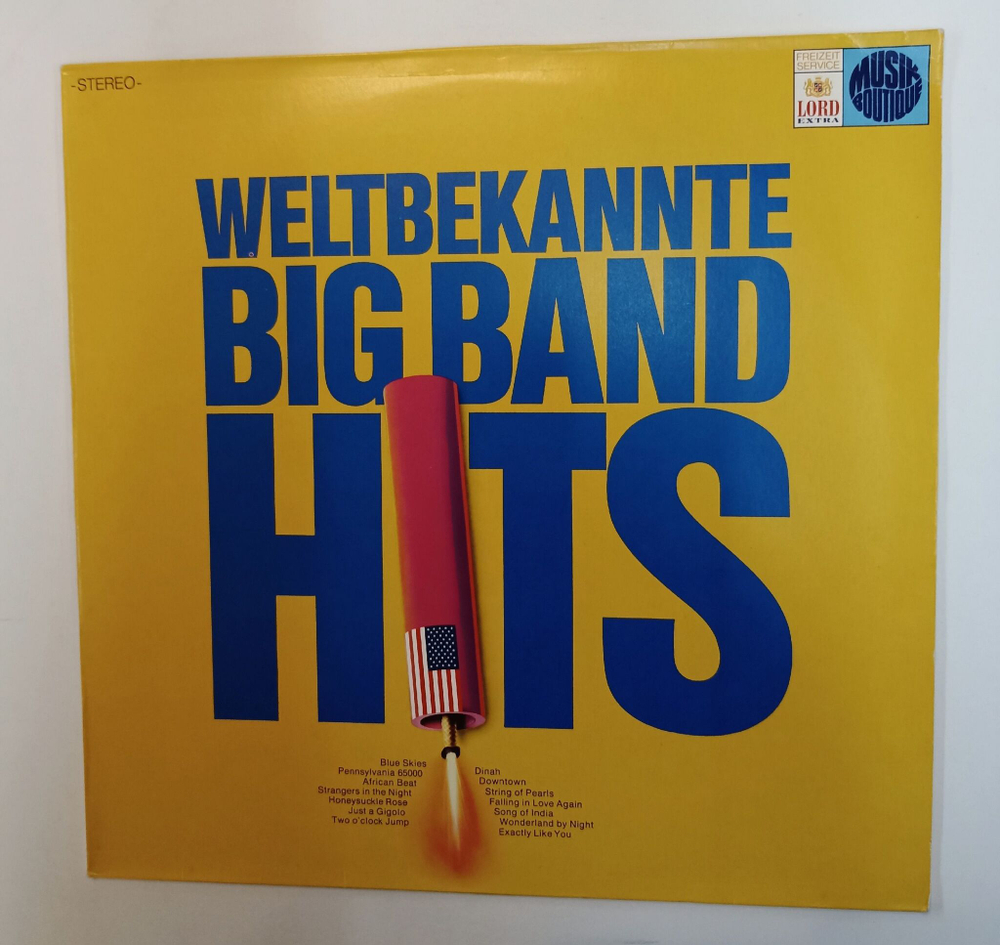 -STEREO-
FREIZEIT
SERVICE
LORD
EXTRA
MUSIK
BOUTIQUE
WELTBEKANNTE
BIG BAND
HITS
Blue Skies
Pennsylvania 65000
African Beat
Strangers in the Night
Honeysuckle Rose
Just a Gigolo
Two o'clock Jump
Dinah
Downtown
String of Pearls
Falling in Love Again
Song of India
Wonderland by Night
Exactly Like You